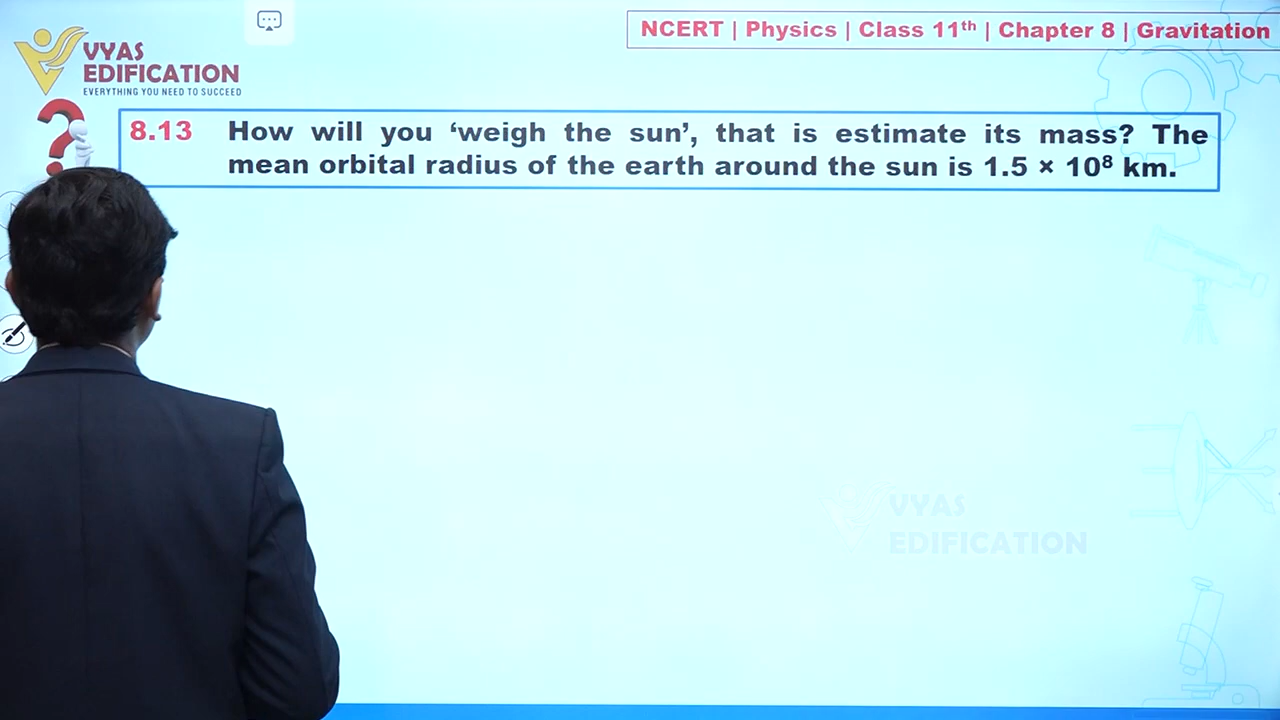 NCERT | Physics | Class 11th | Chapter 8 | Gravitation
VYAS
EDIFICATION
EVERYTHING YOU NEED TO SUCCEED
8.13 How will you ‘weigh the sun’, that is estimate its mass? The
mean orbital radius of the earth around the sun is 1.5 × 10⁸ km.
VYAS
EDIFICATION